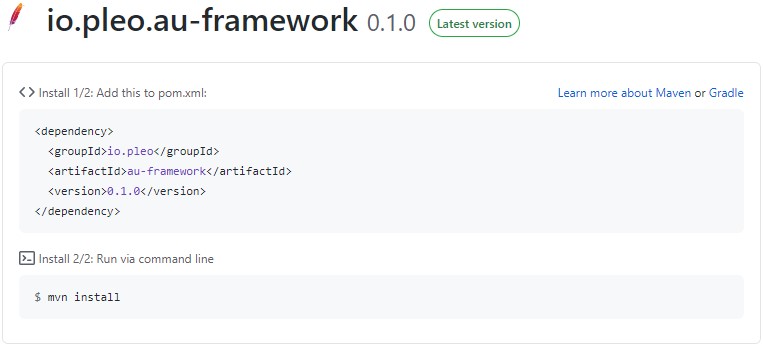 io.pleo.au-framework 0.1.0 Latest version
Install 1/2: Add this to pom.xml:
Learn more about Maven or Gradle
<dependency>
  <groupId>io.pleo</groupId>
  <artifactId>au-framework</artifactId>
  <version>0.1.0</version>
</dependency>
Install 2/2: Run via command line
$ mvn install